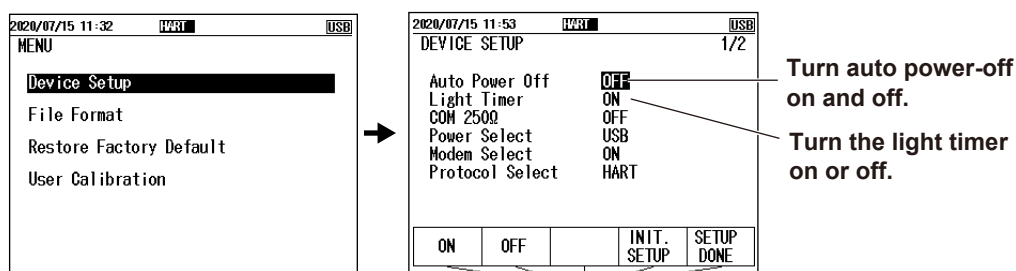 2020/07/15 11:32 HART USB
MENU
Device Setup
File Format
Restore Factory Default
User Calibration
2020/07/15 11:53 HART USB
DEVICE SETUP 1/2
Auto Power Off OFF
Light Timer ON
COM 250Ω OFF
Power Select USB
Modem Select ON
Protocol Select HART
ON OFF INIT. SETUP SETUP DONE
Turn auto power-off
on and off.
Turn the light timer
on or off.